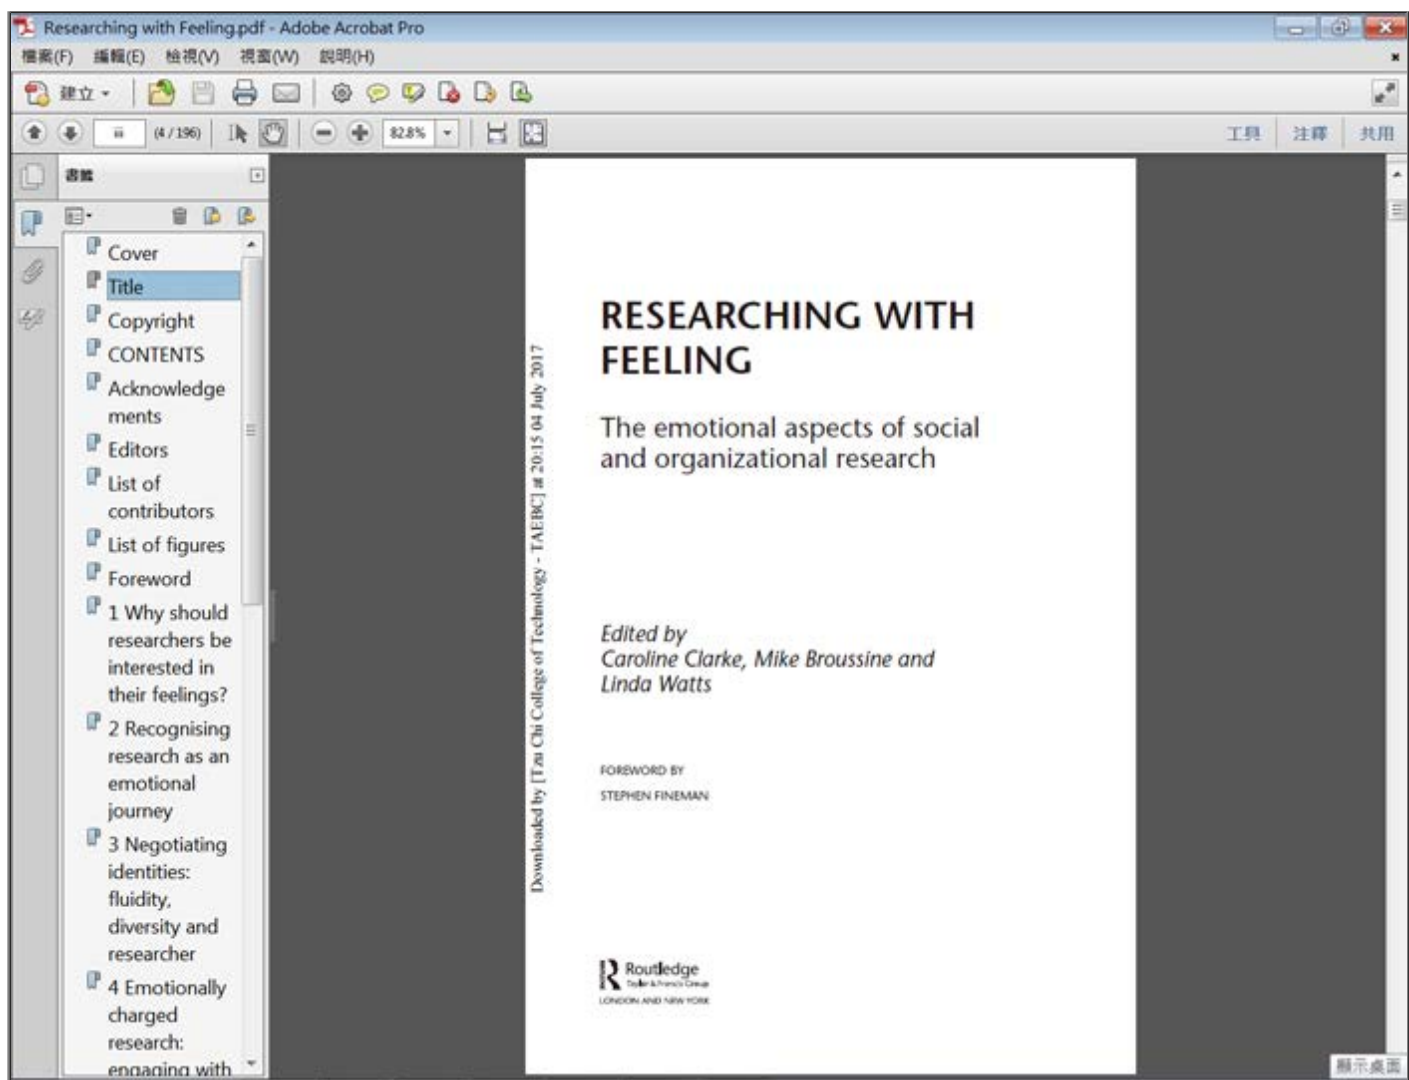 Researching with Feeling.pdf - Adobe Acrobat Pro
檔案(F) 編輯(E) 檢視(V) 視窗(W) 說明(H)
建立
iii (4 / 196) 82.8% 工具 注釋 共用
書籤
Cover
Title
Copyright
CONTENTS
Acknowledge
ments
Editors
List of
contributors
List of figures
Foreword
1 Why should
researchers be
interested in
their feelings?
2 Recognising
research as an
emotional
journey
3 Negotiating
identities:
fluidity,
diversity and
researcher
4 Emotionally
charged
research:
engaging with
Downloaded by [Tzu Chi College of Technology - TAEBC] at 20:15 04 July 2017
RESEARCHING WITH
FEELING
The emotional aspects of social
and organizational research
Edited by
Caroline Clarke, Mike Broussine and
Linda Watts
FOREWORD BY
STEPHEN FINEMAN
Routledge
Taylor & Francis Group
LONDON AND NEW YORK
顯示桌面